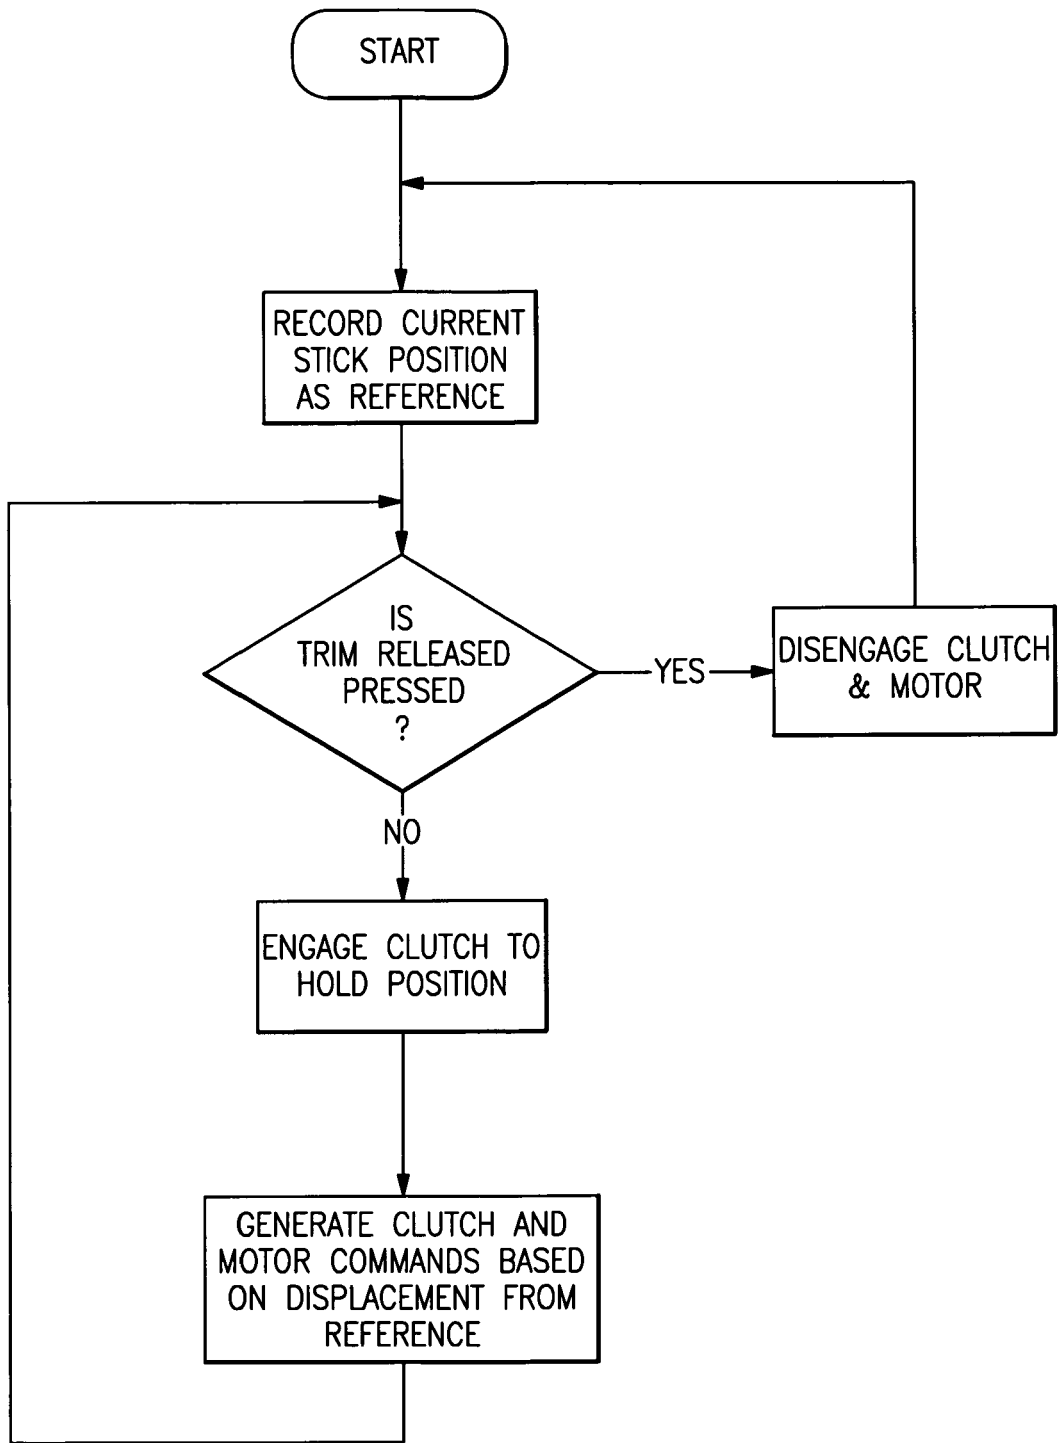 START
RECORD CURRENT
STICK POSITION
AS REFERENCE
IS
TRIM RELEASED
PRESSED
?
YES
DISENGAGE CLUTCH
& MOTOR
NO
ENGAGE CLUTCH TO
HOLD POSITION
GENERATE CLUTCH AND
MOTOR COMMANDS BASED
ON DISPLACEMENT FROM
REFERENCE